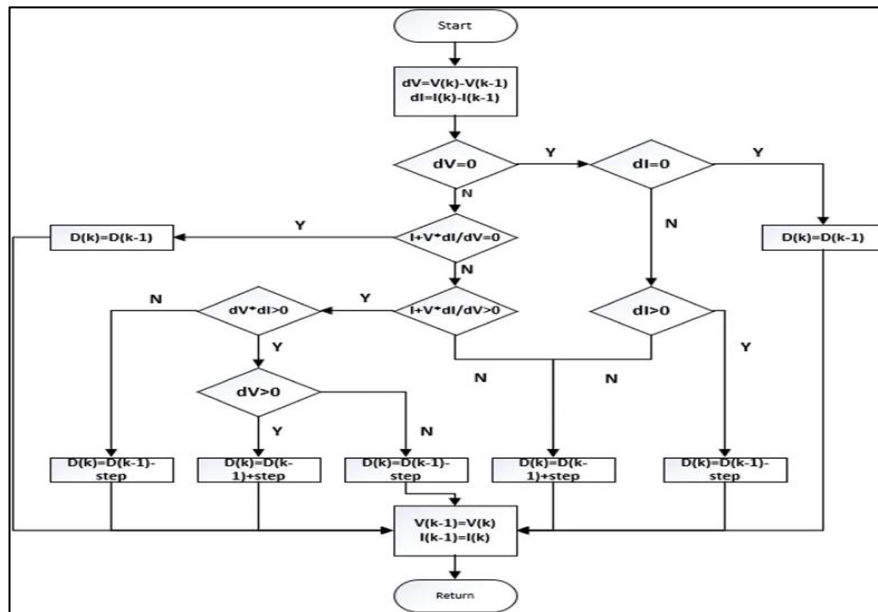 Start
dV=V(k)-V(k-1)
dI=I(k)-I(k-1)
dV=0
Y
dI=0
Y
N
D(k)=D(k-1)
Y
I+V*dI/dV=0
N
D(k)=D(k-1)
N
N
dV*dI>0
Y
I+V*dI/dV>0
dI>0
Y
Y
dV>0
N
N
Y
N
D(k)=D(k-1)-
step
D(k)=D(k-
1)+step
D(k)=D(k-1)-
step
D(k)=D(k-
1)+step
D(k)=D(k-1)-
step
V(k-1)=V(k)
I(k-1)=I(k)
Return